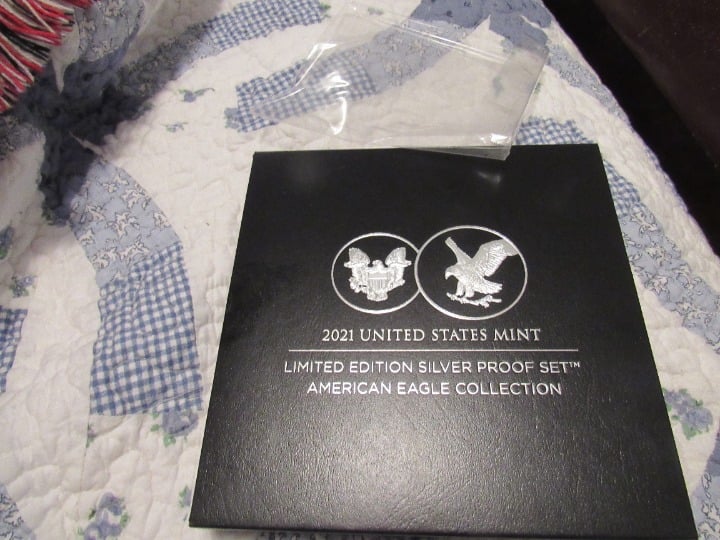 2021 UNITED STATES MINT
LIMITED EDITION SILVER PROOF SET™
AMERICAN EAGLE COLLECTION